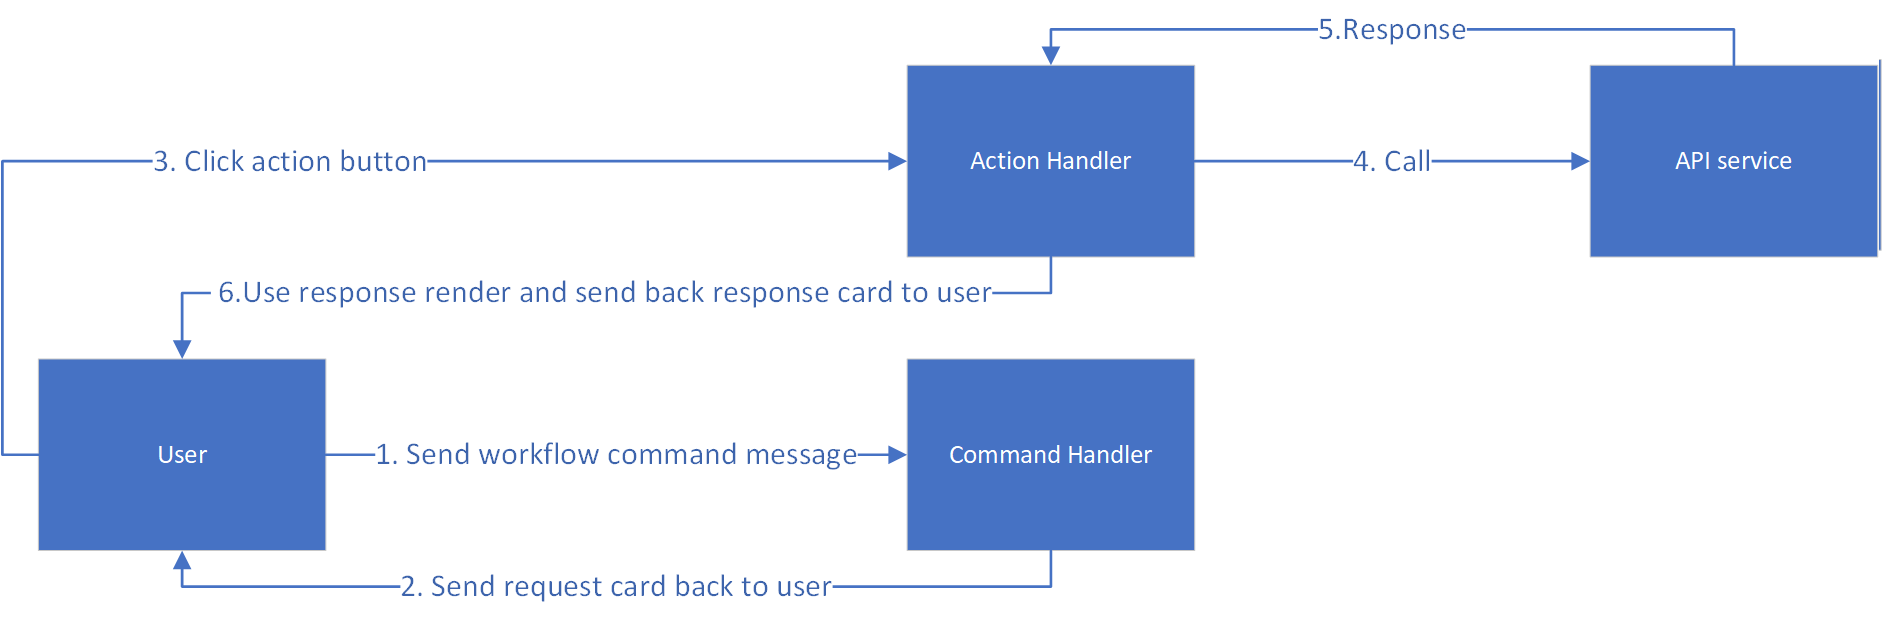 5.Response
3. Click action button
Action Handler
4. Call
API service
6.Use response render and send back response card to user
User
1. Send workflow command message
Command Handler
2. Send request card back to user